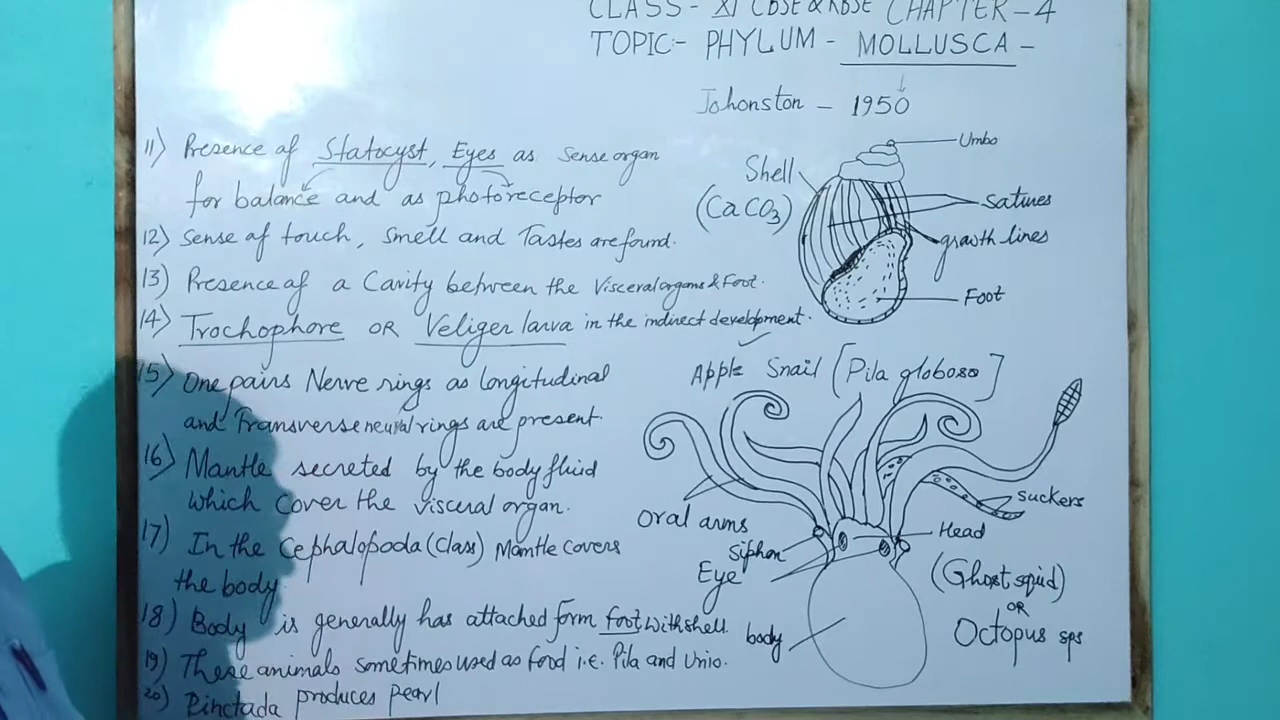 CLASS - XI CBSE & RBSE CHAPTER - 4
TOPIC:- PHYLUM - MOLLUSCA -
Johonston - 1950
11) Presence of Statocyst, Eyes as Sense organ
for balance and as photoreceptor
12) Sense of touch, Smell and Tastes are found.
13) Presence of a Cavity between the Visceral organs & Foot.
14) Trochophore OR Veliger larva in the indirect development.
15) One pairs Nerve rings as longitudinal
and Transverse neural rings are present.
16) Mantle secreted by the body fluid
which cover the visceral organ.
17) In the Cephalopoda (Class) Mantle covers
the body
18) Body is generally has attached form foot with shell
19) These animals sometimes used as food i.e. Pila and Unio.
20) Pinctada produces pearl
Umbo
Shell
(CaCO3)
Satures
growth lines
Foot
Apple Snail [Pila globosa]
suckers
Oral arms
Siphon
Head
Eye
(Ghost squid)
OR
Octopus sps
body